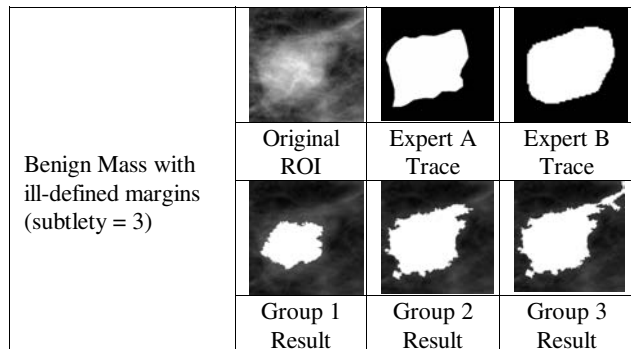 Benign Mass with
ill-defined margins
(subtlety = 3)
Original
ROI
Expert A
Trace
Expert B
Trace
Group 1
Result
Group 2
Result
Group 3
Result